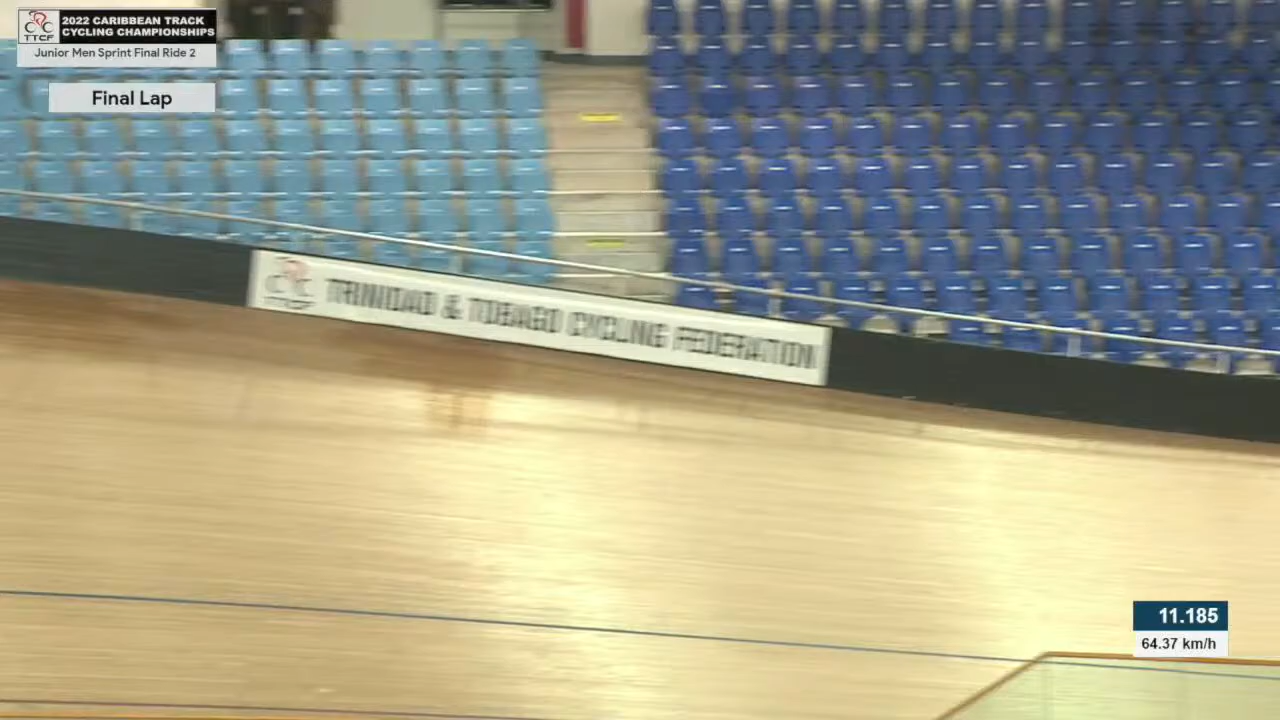 TTCF
2022 CARIBBEAN TRACK
CYCLING CHAMPIONSHIPS
Junior Men Sprint Final Ride 2
Final Lap
TTCF
TRINIDAD & TOBAGO CYCLING FEDERATION
11.185
64.37 km/h